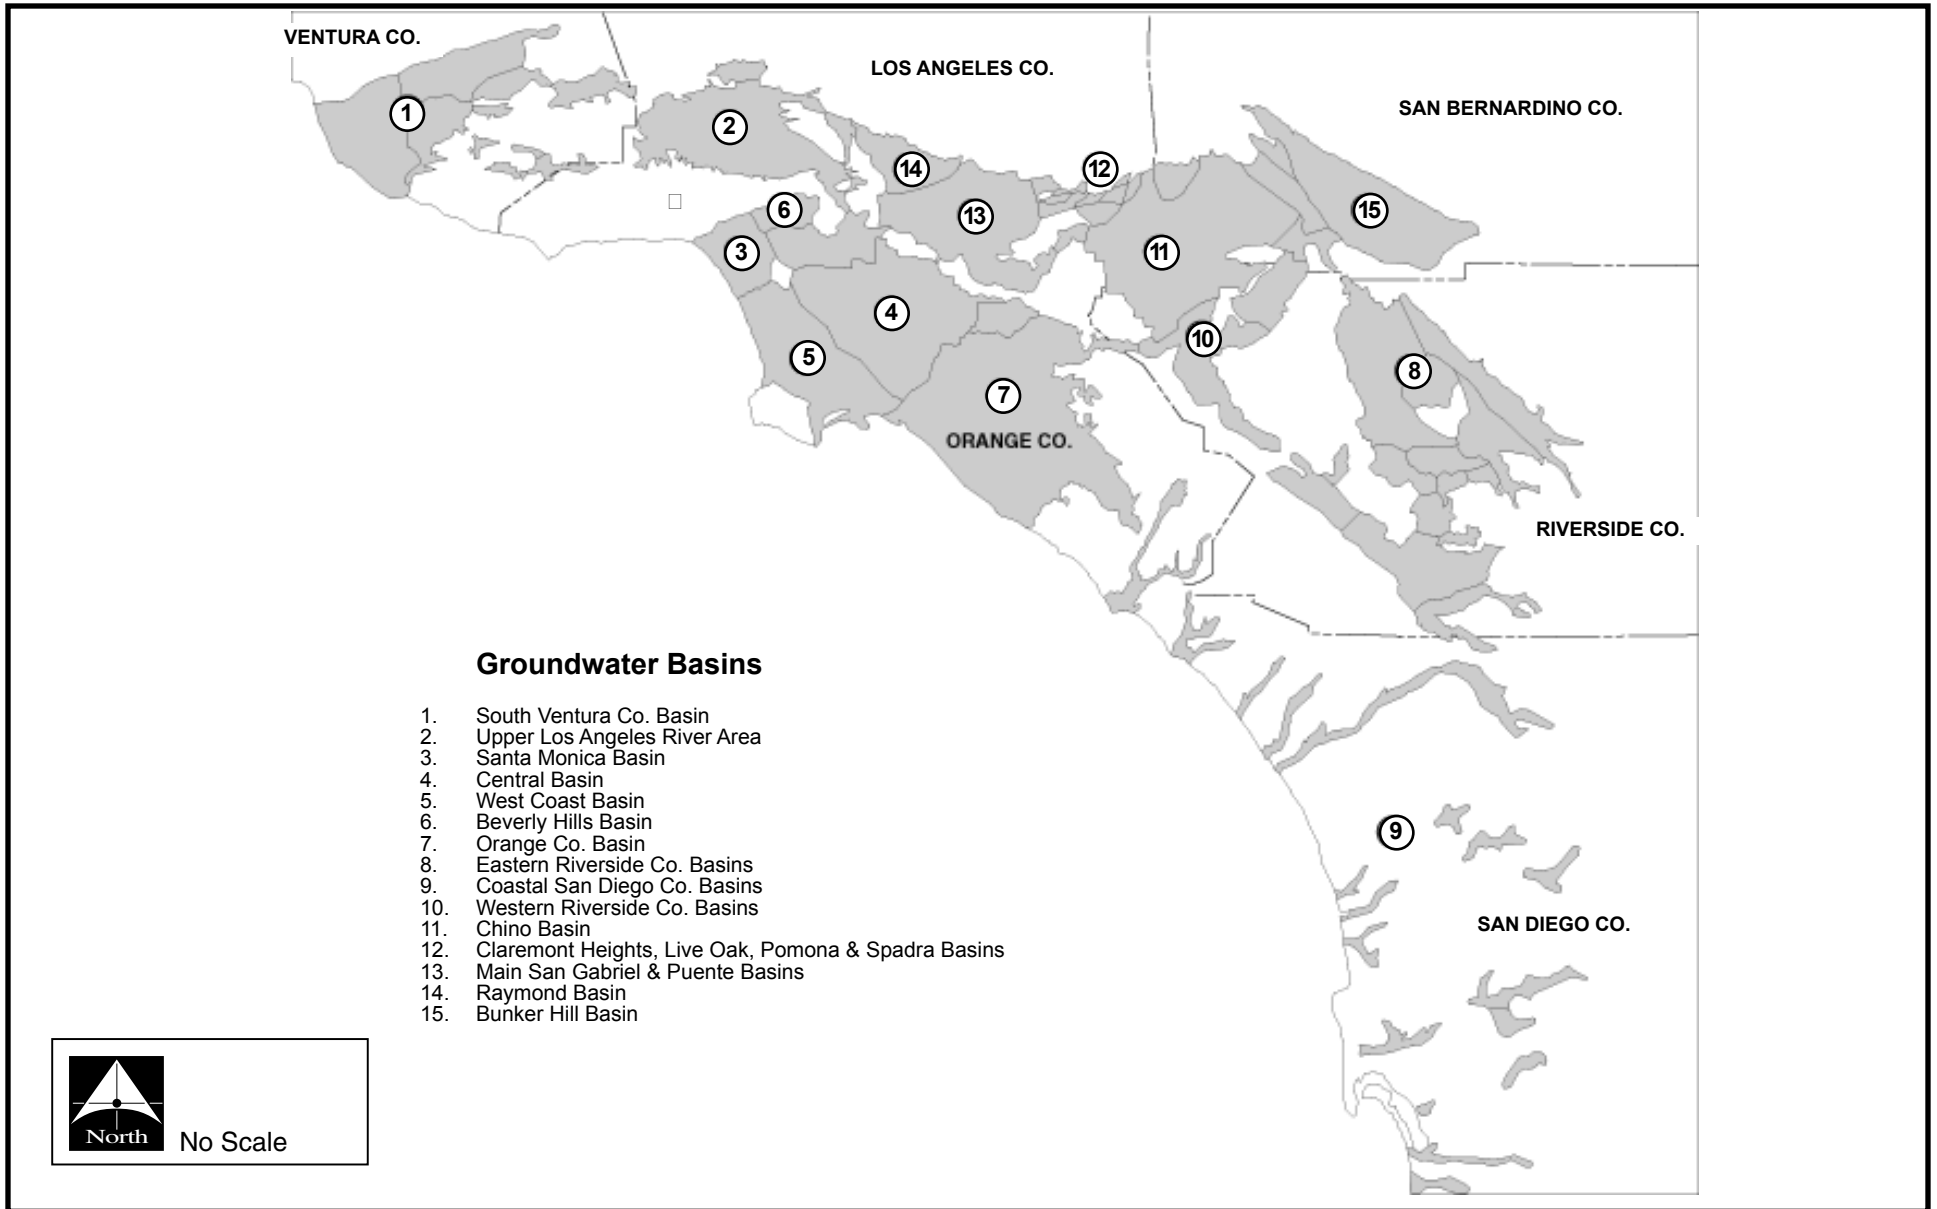 VENTURA CO.
LOS ANGELES CO.
SAN BERNARDINO CO.
1
2
14
12
13
6
15
3
11
4
10
5
8
7
ORANGE CO.
RIVERSIDE CO.
9
SAN DIEGO CO.
Groundwater Basins
1. South Ventura Co. Basin
2. Upper Los Angeles River Area
3. Santa Monica Basin
4. Central Basin
5. West Coast Basin
6. Beverly Hills Basin
7. Orange Co. Basin
8. Eastern Riverside Co. Basins
9. Coastal San Diego Co. Basins
10. Western Riverside Co. Basins
11. Chino Basin
12. Claremont Heights, Live Oak, Pomona & Spadra Basins
13. Main San Gabriel & Puente Basins
14. Raymond Basin
15. Bunker Hill Basin
North
No Scale